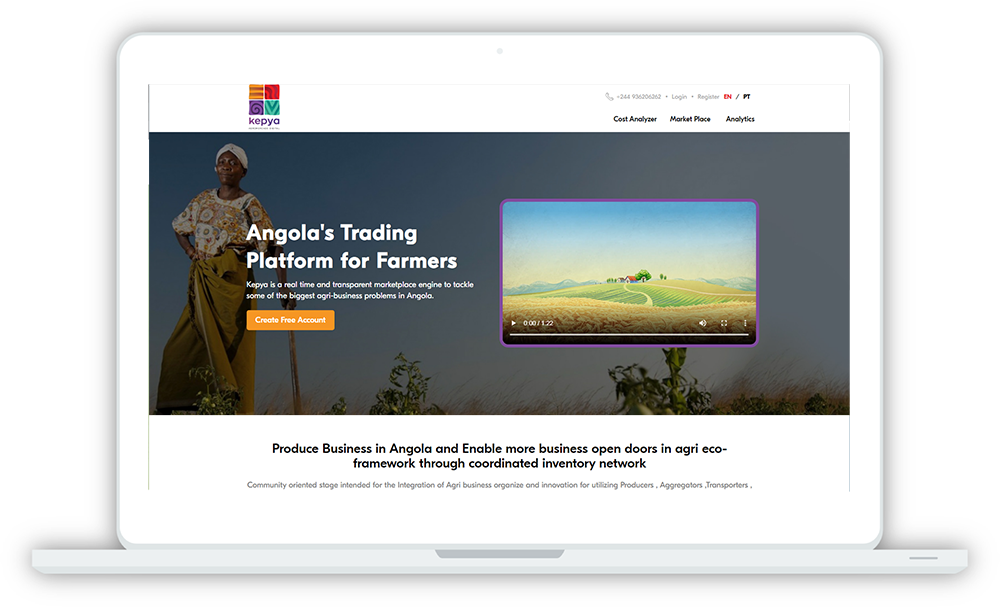 kepya
+244 936206262 • Login • Register EN / PT
Cost Analyzer Market Place Analytics
Angola's Trading
Platform for Farmers
Kepya is a real time and transparent marketplace engine to tackle
some of the biggest agri-business problems in Angola.
Create Free Account
0:00 / 1:22
Produce Business in Angola and Enable more business open doors in agri eco-
framework through coordinated inventory network
Community oriented stage intended for the Integration of Agri business organize and innovation for utilizing Producers , Aggregators ,Transporters ,